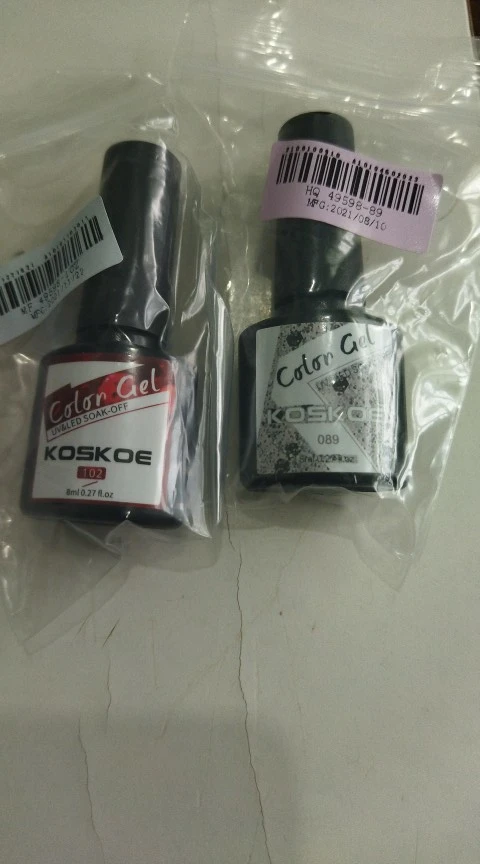 Color Gel
UV&LED SOAK-OFF
KOSKOE
102
8ml 0.27 fl.oz
HQ 49598-89
MFG:2021/08/10
Color Gel
KOSKOE
089